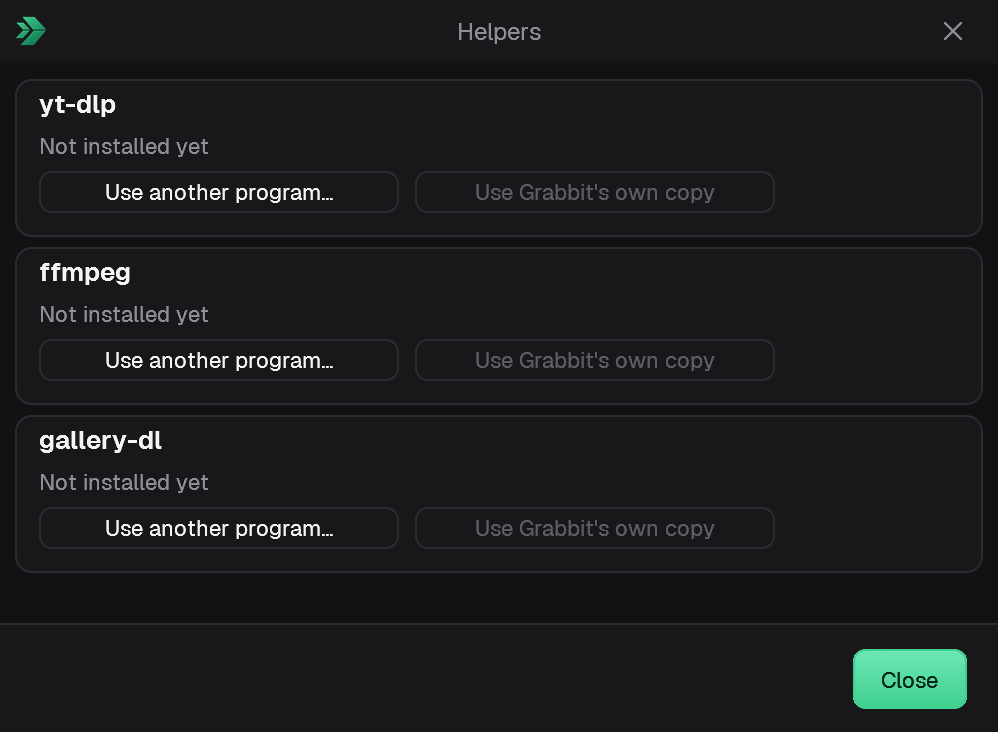 Helpers
yt-dlp
Not installed yet
Use another program...
Use Grabbit's own copy
ffmpeg
Not installed yet
Use another program...
Use Grabbit's own copy
gallery-dl
Not installed yet
Use another program...
Use Grabbit's own copy
Close